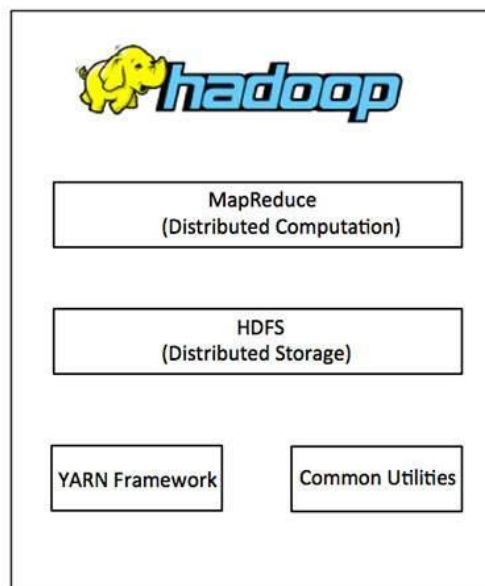 hadoop
MapReduce
(Distributed Computation)
HDFS
(Distributed Storage)
YARN Framework
Common Utilities